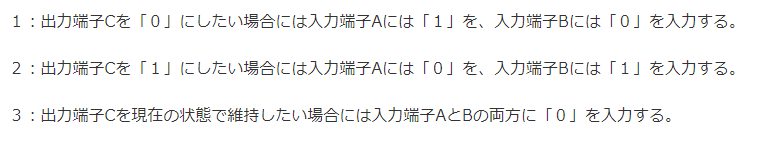 １：出力端子Cを「０」にしたい場合には入力端子Aには「１」を、入力端子Bには「０」を入力する。
２：出力端子Cを「１」にしたい場合には入力端子Aには「０」を、入力端子Bには「１」を入力する。
３：出力端子Cを現在の状態で維持したい場合には入力端子AとBの両方に「０」を入力する。